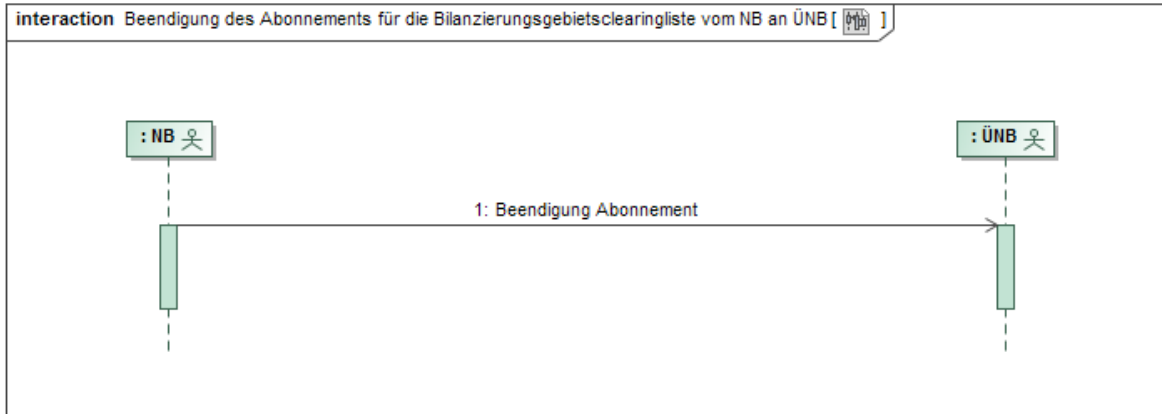 interaction Beendigung des Abonnements für die Bilanzierungsgebietsclearingliste vom NB an ÜNB [ ]
: NB
: ÜNB
1: Beendigung Abonnement